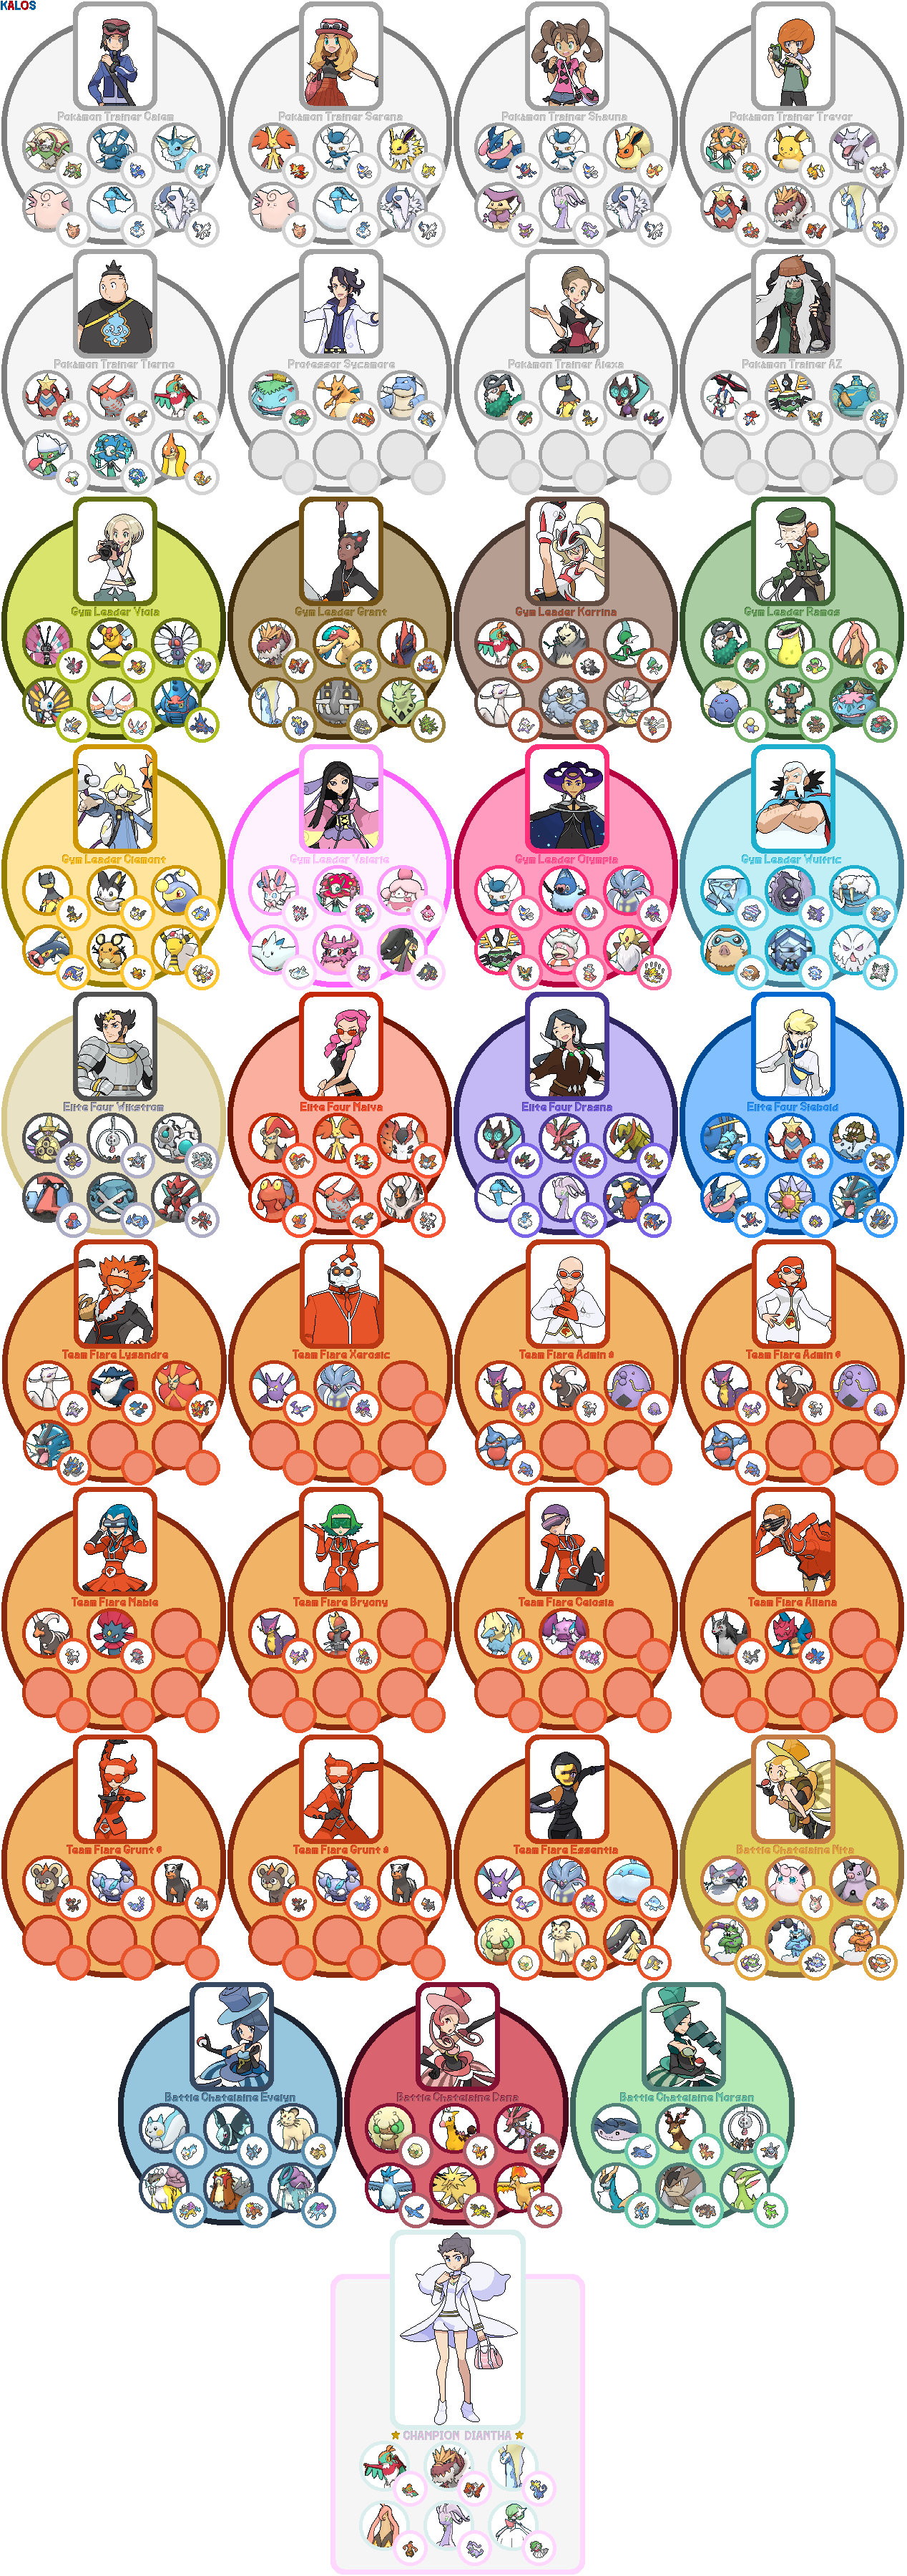 KALOS
Pokémon Trainer Calem
Pokémon Trainer Serena
Pokémon Trainer Shauna
Pokémon Trainer Trevor
Pokémon Trainer Tierno
Professor Sycamore
Pokémon Trainer Alexa
Pokémon Trainer AZ
Gym Leader Viola
Gym Leader Grant
Gym Leader Korrina
Gym Leader Ramos
Gym Leader Clemont
Gym Leader Valerie
Gym Leader Olympia
Gym Leader Wulfric
Elite Four Wikstrom
Elite Four Malva
Elite Four Drasna
Elite Four Siebold
Team Flare Lysandre
Team Flare Xerosic
Team Flare Admin ♂
Team Flare Admin ♀
Team Flare Mable
Team Flare Bryony
Team Flare Celosia
Team Flare Aliana
Team Flare Grunt ♀
Team Flare Grunt ♂
Team Flare Essentia
Battle Chatelaine Nita
Battle Chatelaine Evelyn
Battle Chatelaine Dana
Battle Chatelaine Morgan
★ CHAMPION DIANTHA ★